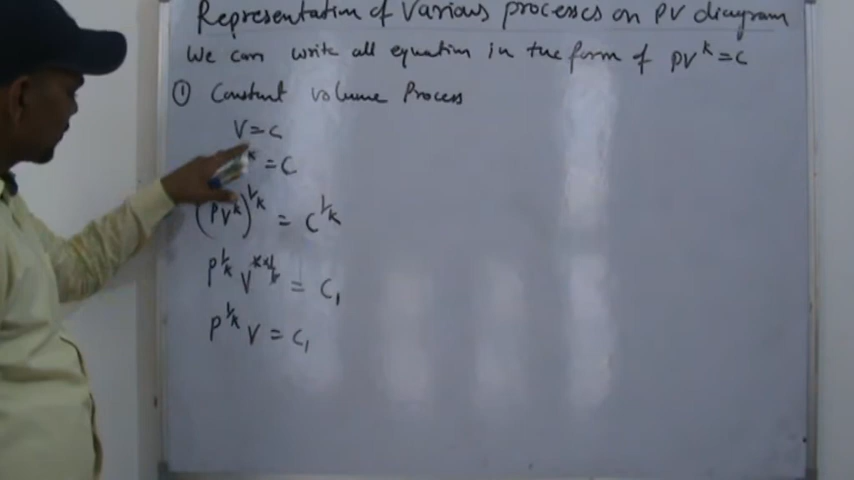 Representation of Various processes on PV diagram
We can write all equation in the form of PV^k=C
① Constant volume Process
V=C
^k = C
(PV^k)^1/k = C^1/k
P^1/k V^k×1/k = C₁
P^1/k V = C₁